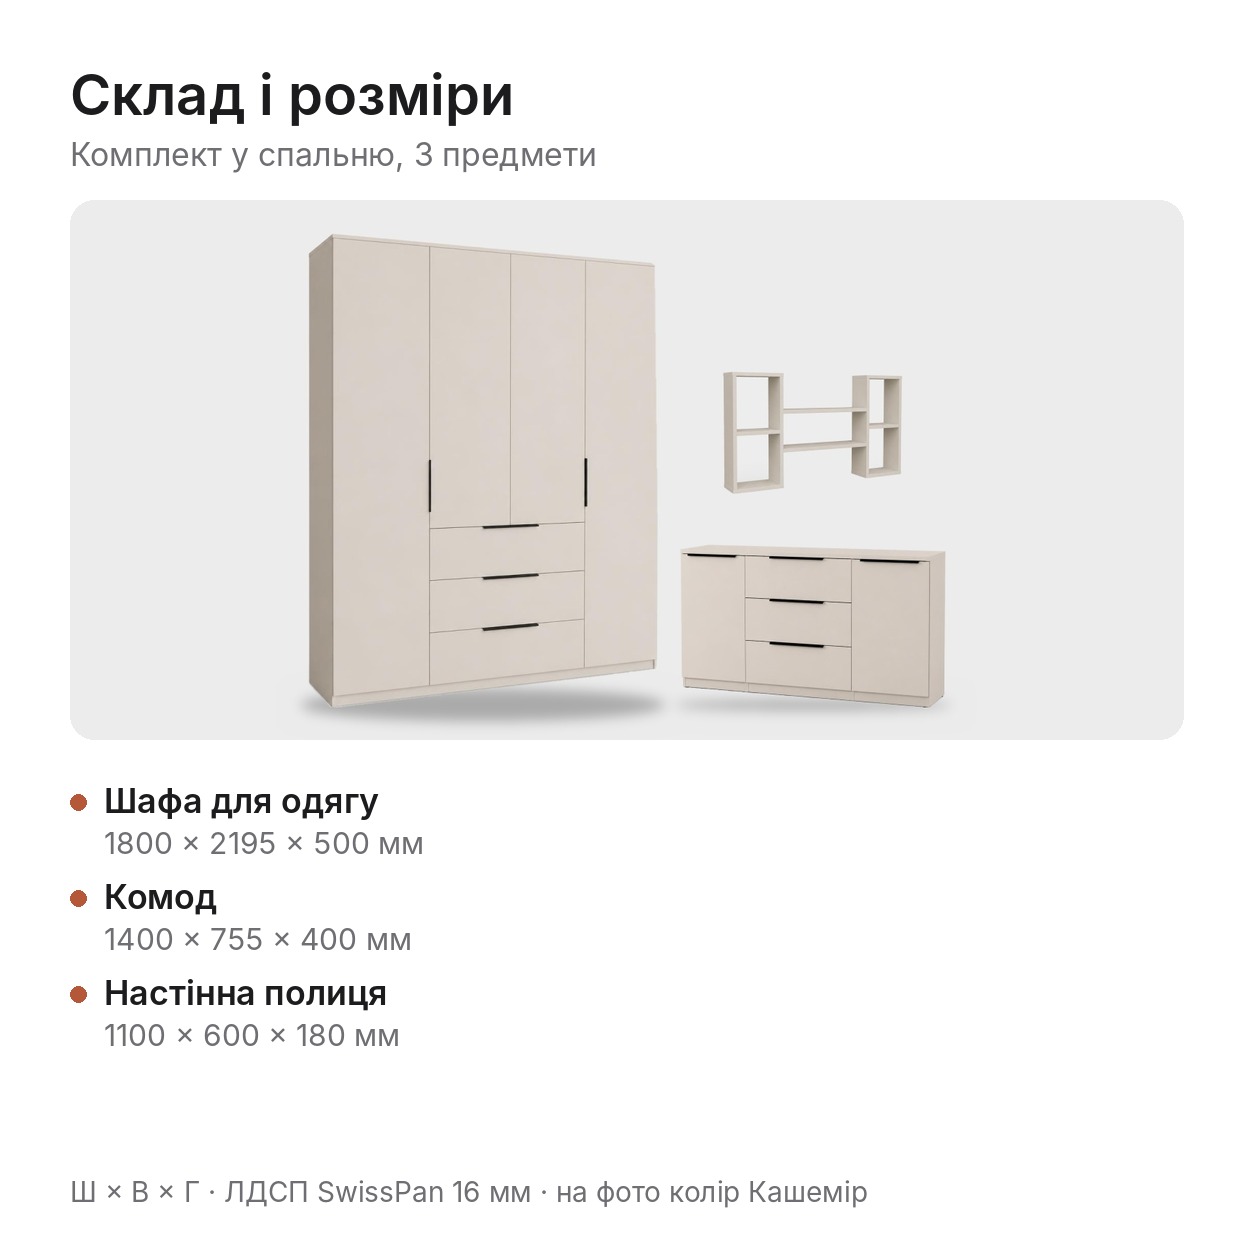 Склад і розміри
Комплект у спальню, 3 предмети
Шафа для одягу
1800 × 2195 × 500 мм
Комод
1400 × 755 × 400 мм
Настінна полиця
1100 × 600 × 180 мм
Ш × В × Г · ЛДСП SwissPan 16 мм · на фото колір Кашемір